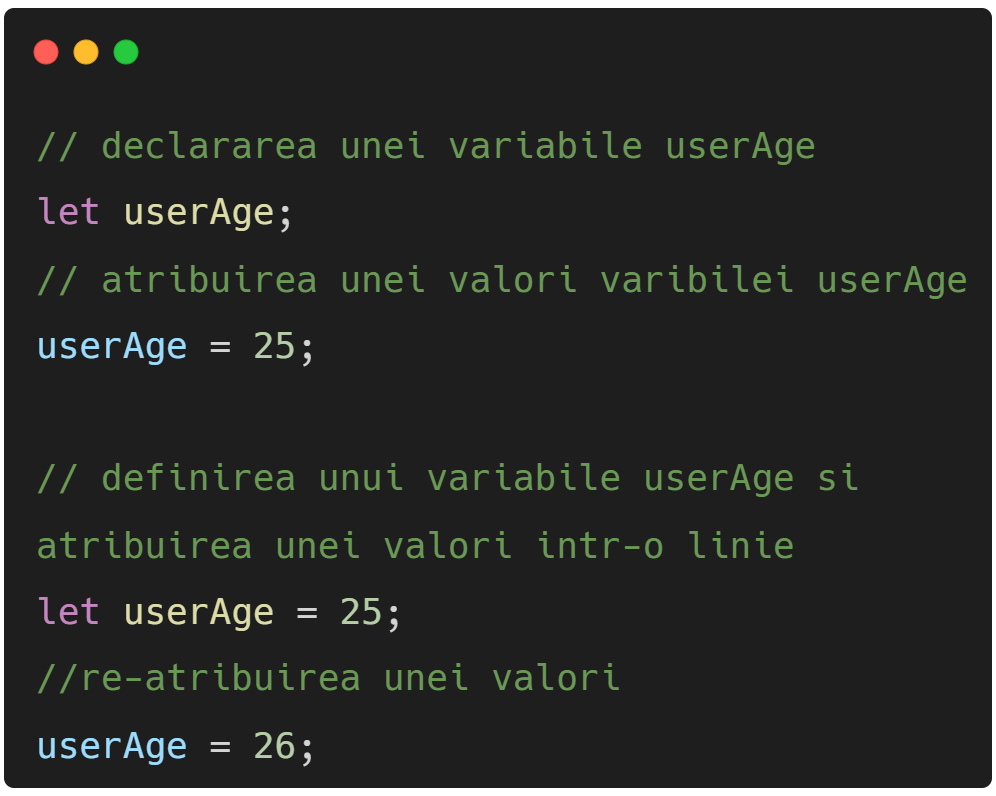 // declararea unei variabile userAge
let userAge;
// atribuirea unei valori varibilei userAge
userAge = 25;
// definirea unui variabile userAge si
atribuirea unei valori intr-o linie
let userAge = 25;
//re-atribuirea unei valori
userAge = 26;